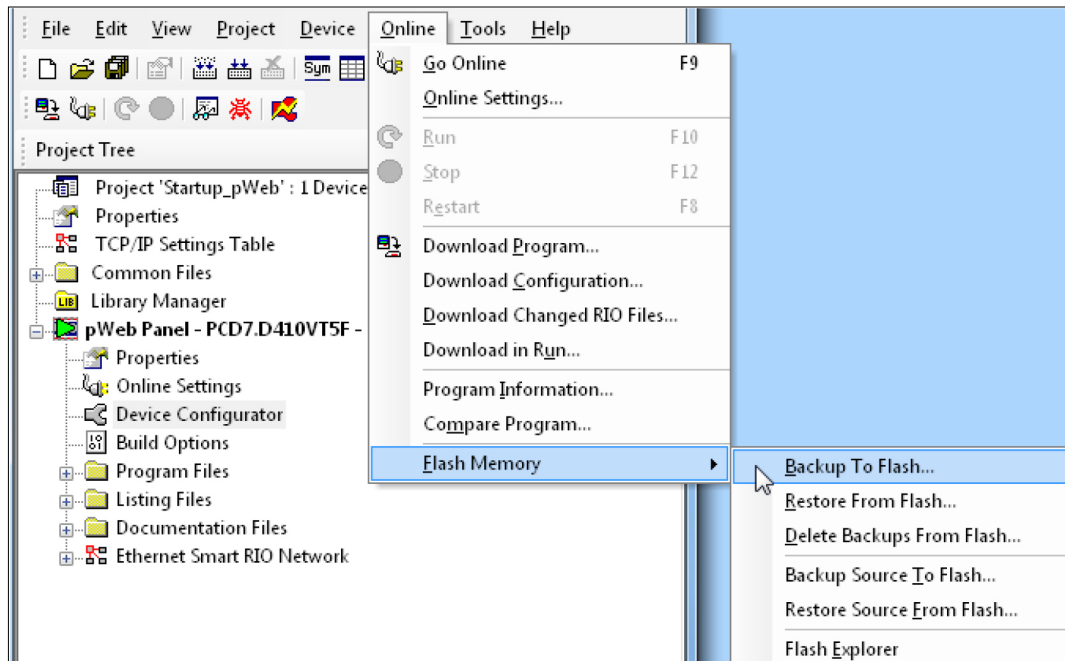 File Edit View Project Device Online Tools Help
Sym
Project Tree
Project 'Startup_pWeb' : 1 Device
Properties
TCP/IP Settings Table
Common Files
LIB Library Manager
pWeb Panel - PCD7.D410VT5F -
Properties
Online Settings
Device Configurator
Build Options
Program Files
Listing Files
Documentation Files
Ethernet Smart RIO Network
Go Online F9
Online Settings...
Run F10
Stop F12
Restart F8
Download Program...
Download Configuration...
Download Changed RIO Files...
Download in Run...
Program Information...
Compare Program...
Flash Memory
Backup To Flash...
Restore From Flash...
Delete Backups From Flash...
Backup Source To Flash...
Restore Source From Flash...
Flash Explorer